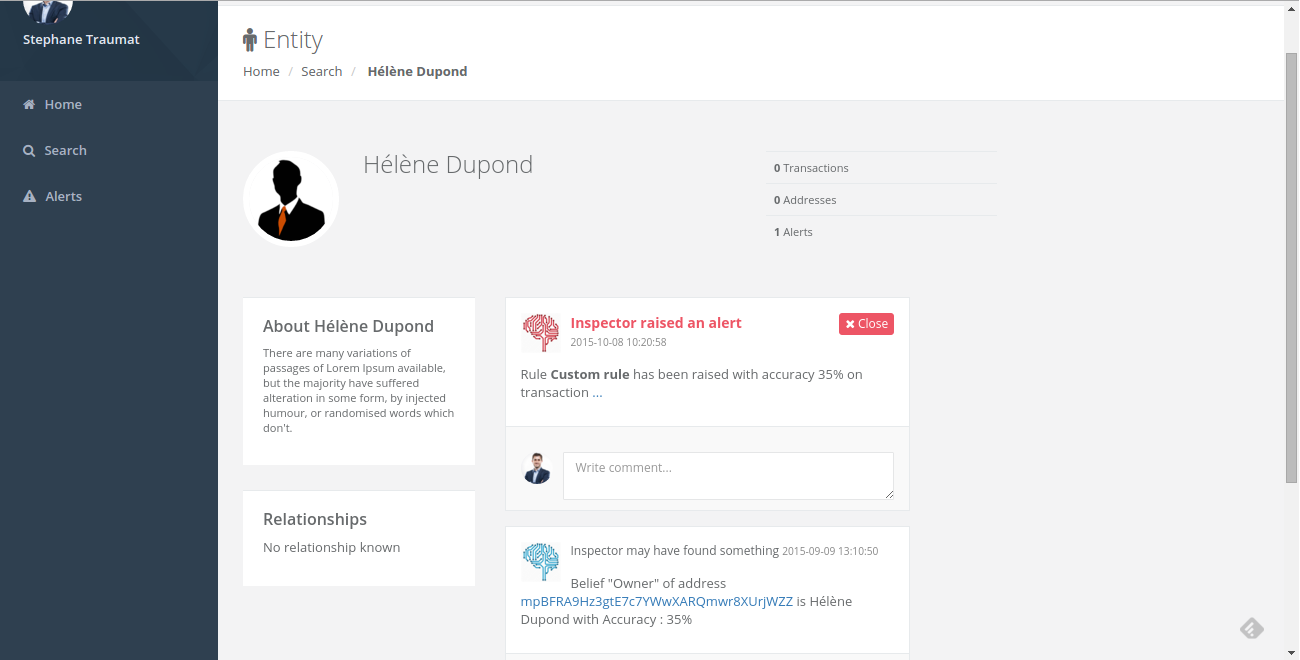 Stephane Traumat
Home
Search
Alerts
Entity
Home / Search / Hélène Dupond
Hélène Dupond
0 Transactions
0 Addresses
1 Alerts
About Hélène Dupond
There are many variations of
passages of Lorem Ipsum available,
but the majority have suffered
alteration in some form, by injected
humour, or randomised words which
don't.
Relationships
No relationship known
Inspector raised an alert
Close
2015-10-08 10:20:58
Rule Custom rule has been raised with accuracy 35% on
transaction ...
Write comment...
Inspector may have found something 2015-09-09 13:10:50
Belief "Owner" of address
mpBFRA9Hz3gtE7c7YWwXARQmwr8XUrjWZZ is Hélène
Dupond with Accuracy : 35%